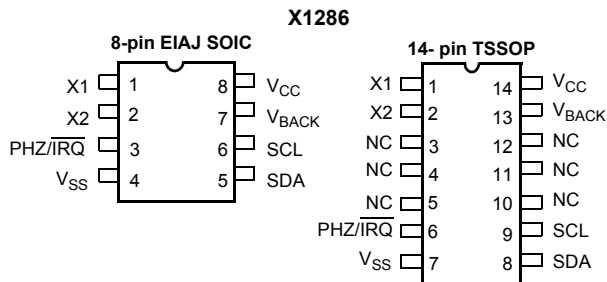 X1286
8-pin EIAJ SOIC
X1 1 8 VCC
X2 2 7 VBACK
PHZ/IRQ 3 6 SCL
VSS 4 5 SDA
14- pin TSSOP
X1 1 14 VCC
X2 2 13 VBACK
NC 3 12 NC
NC 4 11 NC
NC 5 10 NC
PHZ/IRQ 6 9 SCL
VSS 7 8 SDA